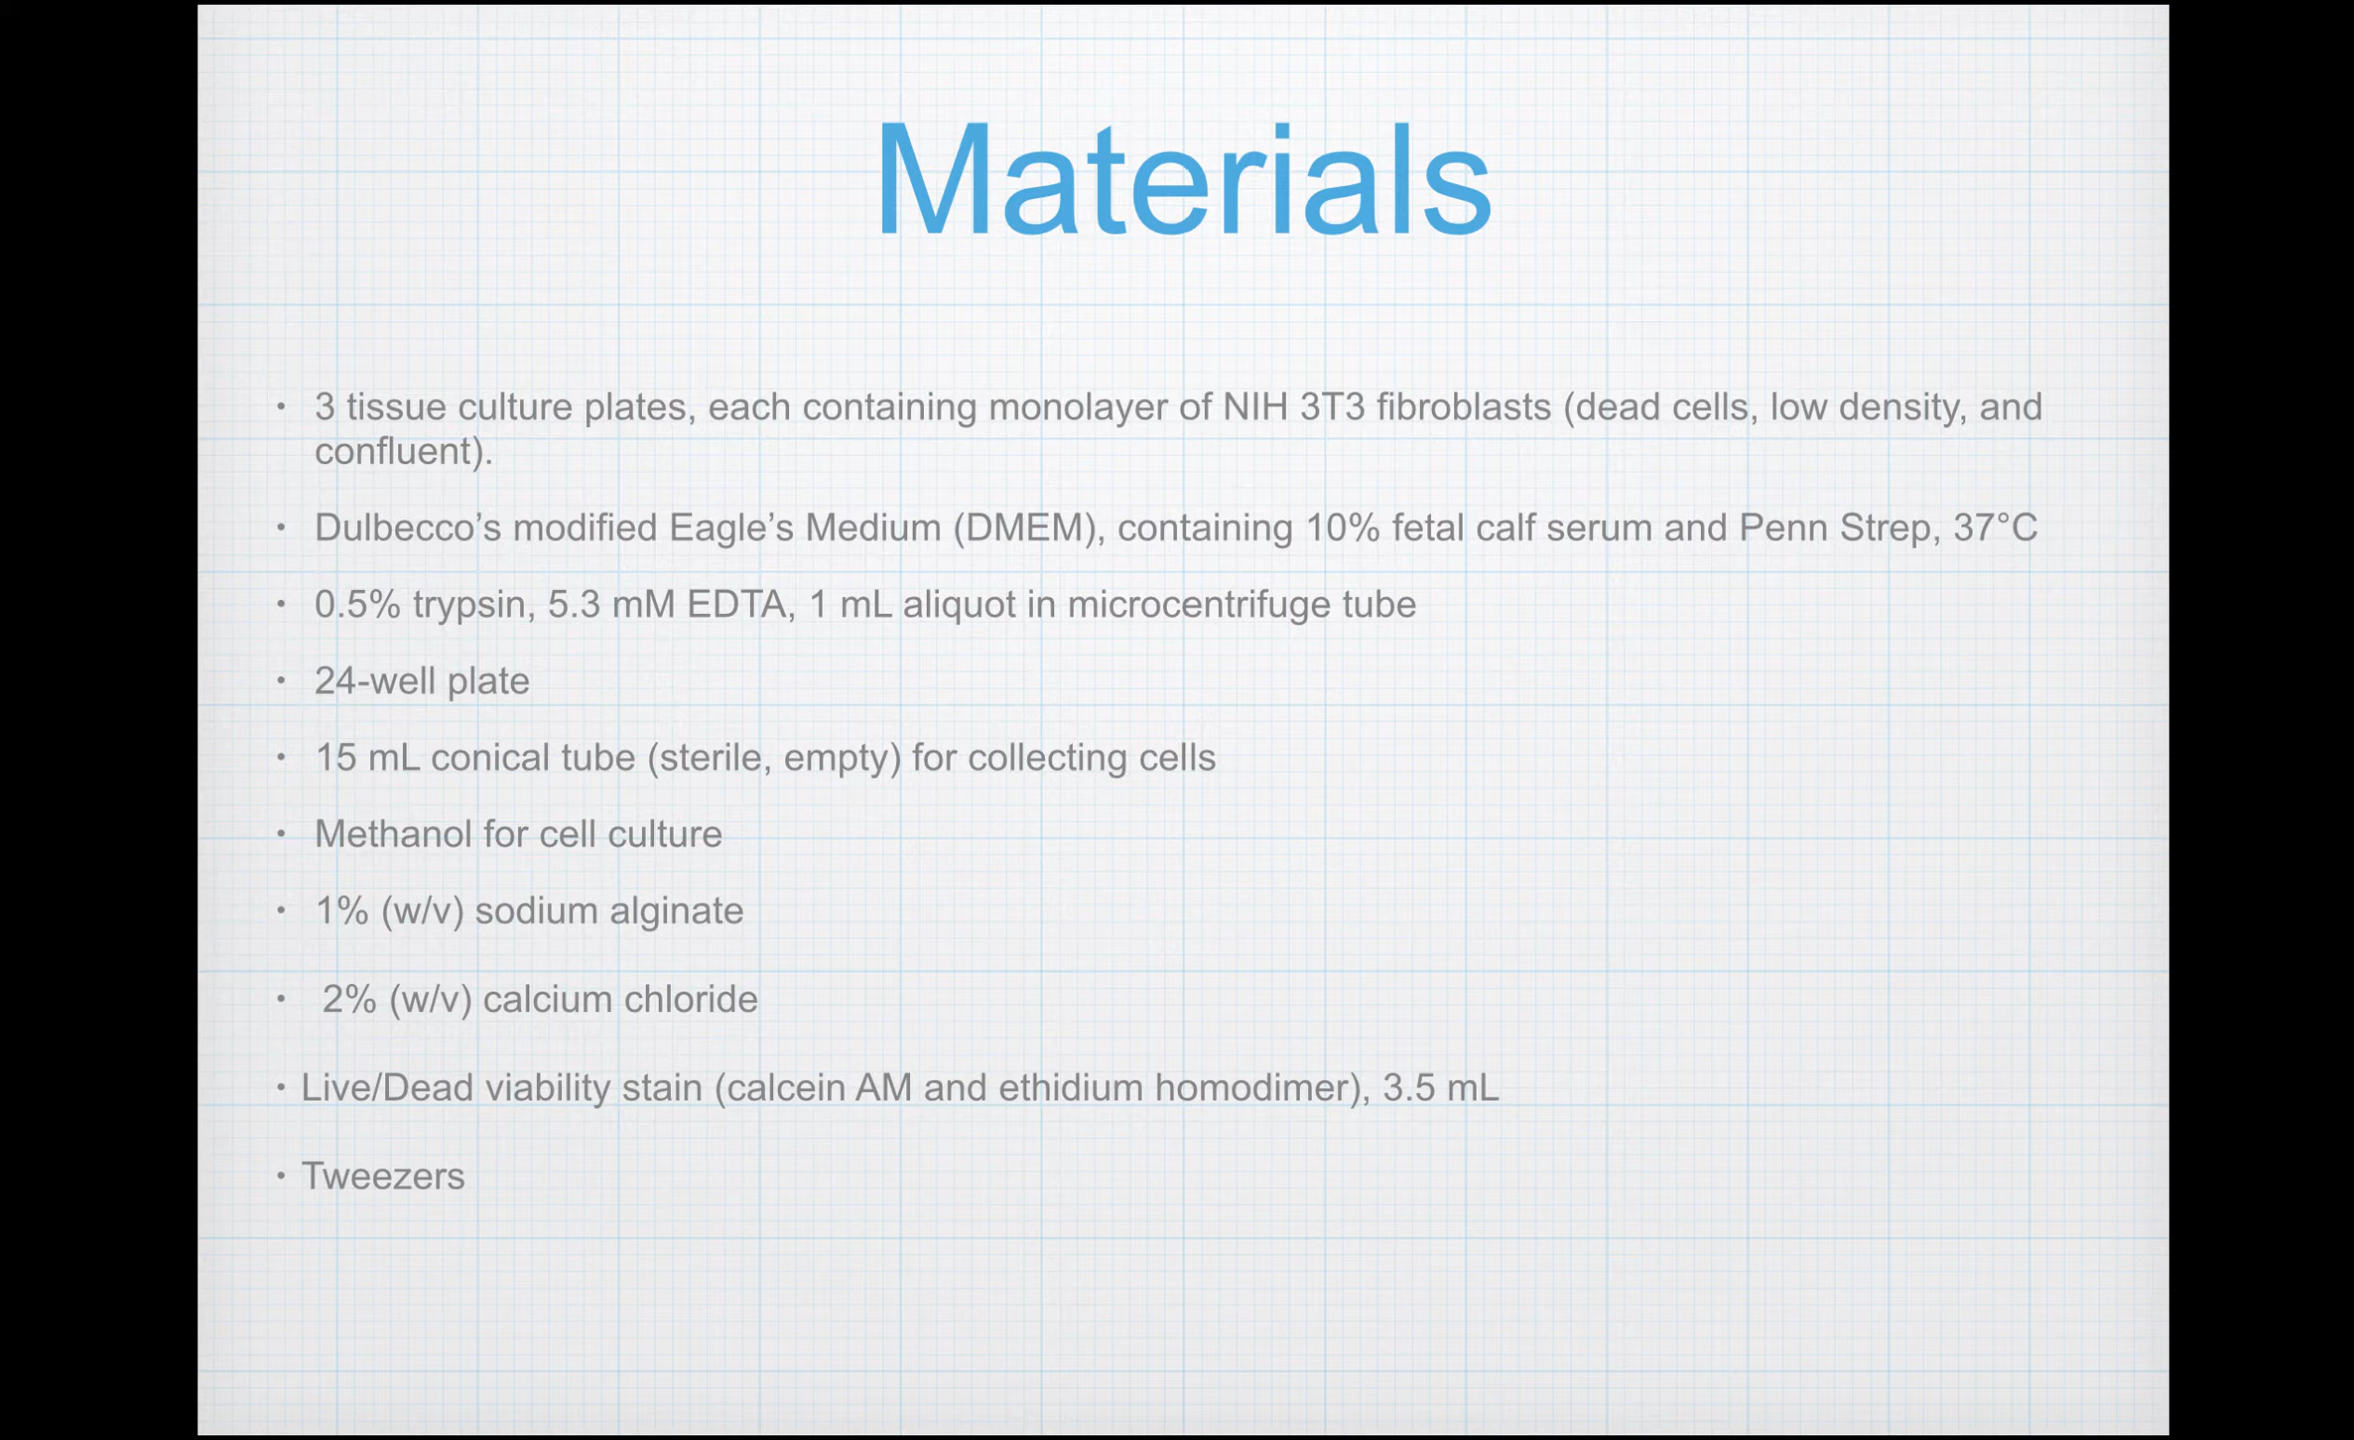 Materials
• 3 tissue culture plates, each containing monolayer of NIH 3T3 fibroblasts (dead cells, low density, and
confluent).
• Dulbecco’s modified Eagle’s Medium (DMEM), containing 10% fetal calf serum and Penn Strep, 37°C
• 0.5% trypsin, 5.3 mM EDTA, 1 mL aliquot in microcentrifuge tube
• 24-well plate
• 15 mL conical tube (sterile, empty) for collecting cells
• Methanol for cell culture
• 1% (w/v) sodium alginate
• 2% (w/v) calcium chloride
• Live/Dead viability stain (calcein AM and ethidium homodimer), 3.5 mL
• Tweezers